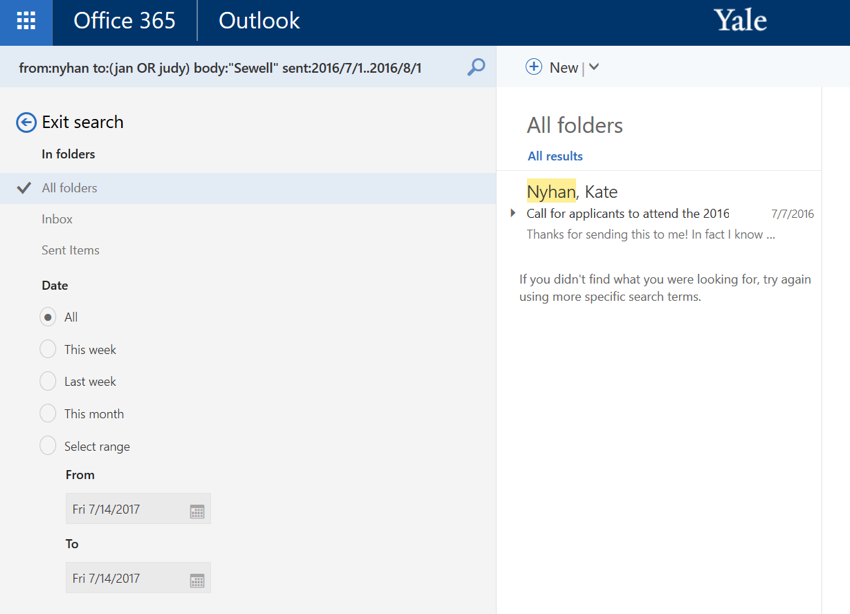 Office 365
Outlook
Yale
from:nyhan to:(jan OR judy) body:"Sewell" sent:2016/7/1..2016/8/1
New
Exit search
In folders
All folders
Inbox
Sent Items
Date
All
This week
Last week
This month
Select range
From
Fri 7/14/2017
To
Fri 7/14/2017
All folders
All results
Nyhan, Kate
Call for applicants to attend the 2016 7/7/2016
Thanks for sending this to me! In fact I know ...
If you didn't find what you were looking for, try again
using more specific search terms.